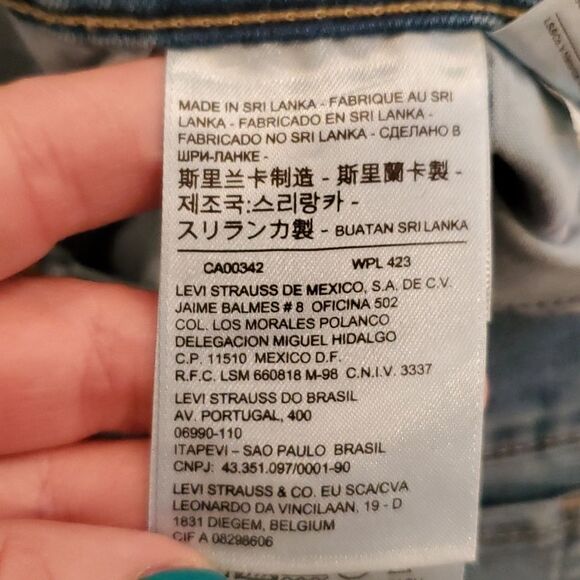 MADE IN SRI LANKA - FABRIQUE AU SRI
LANKA - FABRICADO EN SRI LANKA -
FABRICADO NO SRI LANKA - СДЕЛАНО В
ШРИ-ЛАНКЕ -
斯里兰卡制造 - 斯里蘭卡製 -
제조국:스리랑카 -
スリランカ製 - BUATAN SRI LANKA
CA00342 WPL 423
LEVI STRAUSS DE MEXICO, S.A. DE C.V.
JAIME BALMES # 8 OFICINA 502
COL. LOS MORALES POLANCO
DELEGACION MIGUEL HIDALGO
C.P. 11510 MEXICO D.F.
R.F.C. LSM 660818 M-98 C.N.I.V. 3337
LEVI STRAUSS DO BRASIL
AV. PORTUGAL, 400
06990-110
ITAPEVI - SAO PAULO BRASIL
CNPJ: 43.351.097/0001-90
LEVI STRAUSS & CO. EU SCA/CVA
LEONARDO DA VINCILAAN, 19 - D
1831 DIEGEM, BELGIUM
CIF A 08298606